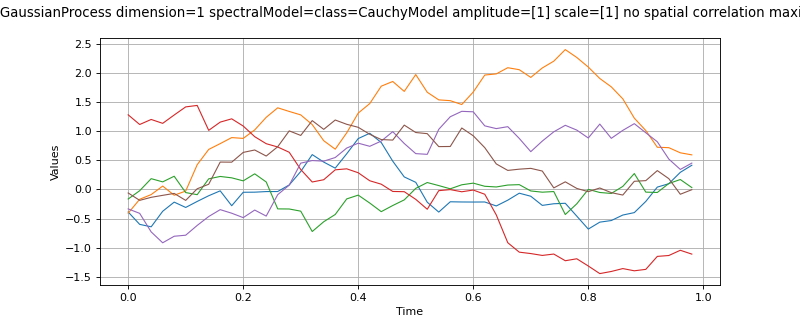 GaussianProcess dimension=1 spectralModel=class=CauchyModel amplitude=[1] scale=[1] no spatial correlation maxi
2.5
2.0
1.5
1.0
0.5
0.0
−0.5
−1.0
−1.5
Values
0.0 0.2 0.4 0.6 0.8 1.0
Time